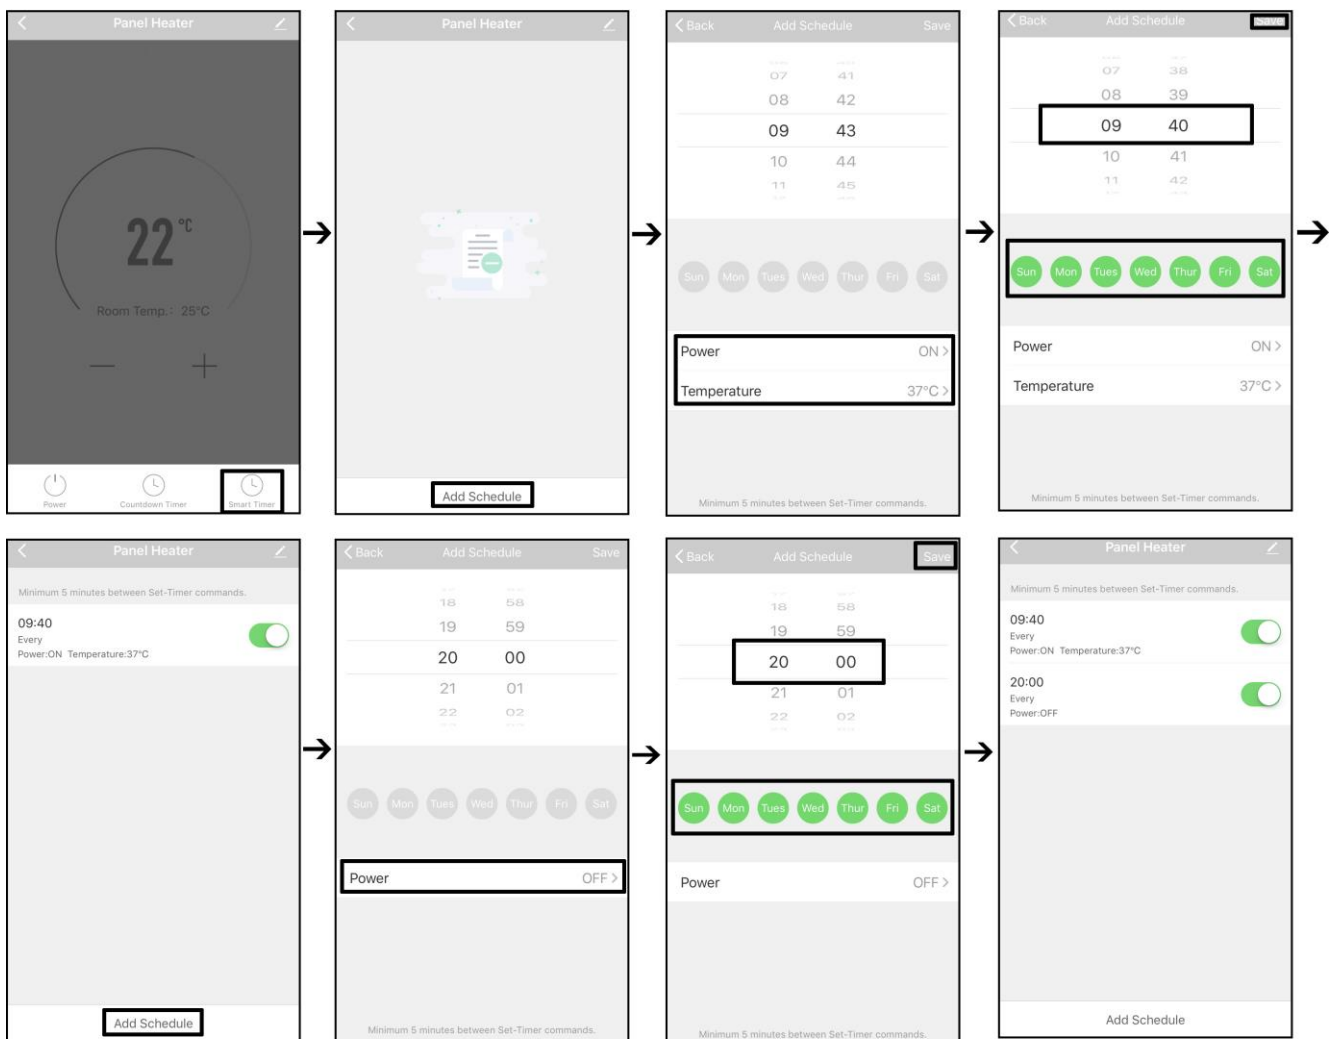 Panel Heater
22 °C
Room Temp.: 25°C
Power
Countdown Timer
Smart Timer
Panel Heater
Add Schedule
Back Add Schedule Save
07 41
08 42
09 43
10 44
11 45
Sun Mon Tues Wed Thur Fri Sat
Power ON
Temperature 37°C
Minimum 5 minutes between Set-Timer commands.
Back Add Schedule Save
07 38
08 39
09 40
10 41
11 42
Sun Mon Tues Wed Thur Fri Sat
Power ON
Temperature 37°C
Minimum 5 minutes between Set-Timer commands.
Panel Heater
Minimum 5 minutes between Set-Timer commands.
09:40
Every
Power:ON Temperature:37°C
Add Schedule
Back Add Schedule Save
18 58
19 59
20 00
21 01
22 02
Sun Mon Tues Wed Thur Fri Sat
Power OFF
Minimum 5 minutes between Set-Timer commands.
Back Add Schedule Save
18 58
19 59
20 00
21 01
22 02
Sun Mon Tues Wed Thur Fri Sat
Power OFF
Minimum 5 minutes between Set-Timer commands.
Panel Heater
Minimum 5 minutes between Set-Timer commands.
09:40
Every
Power:ON Temperature:37°C
20:00
Every
Power:OFF
Add Schedule